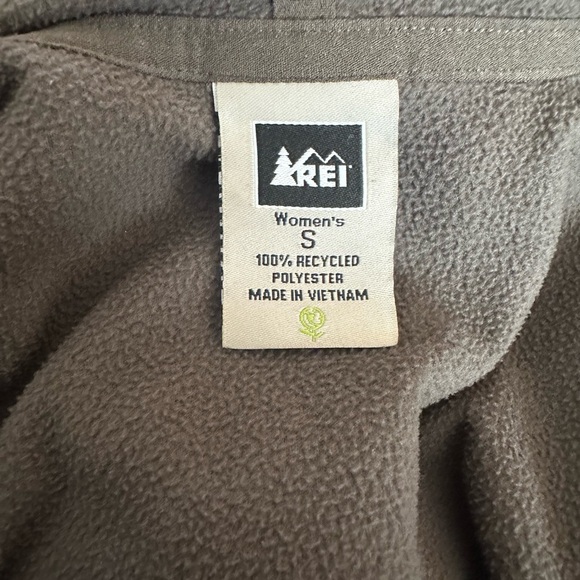 REI
Women's
S
100% RECYCLED
POLYESTER
MADE IN VIETNAM